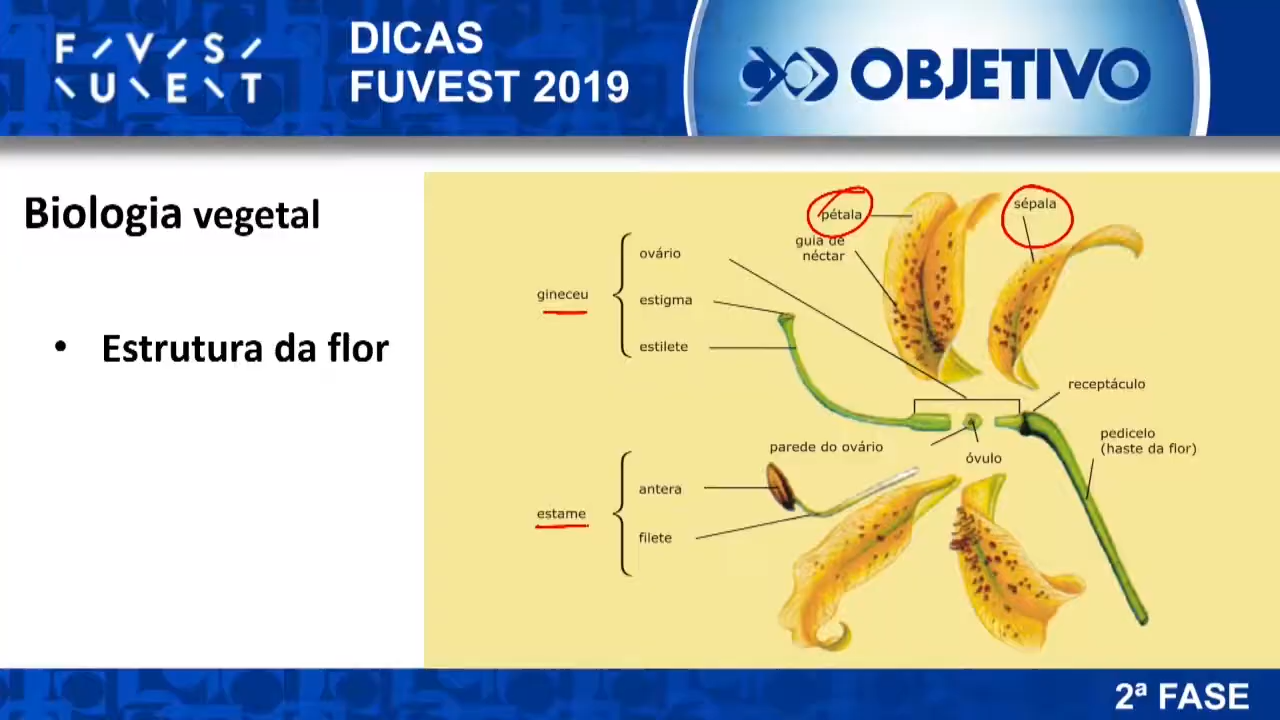 FVSUEVNST
DICAS
FUVEST 2019
OBJETIVO
Biologia vegetal
• Estrutura da flor
pétala
sépala
guia de
néctar
ovário
gineceu
estigma
estilete
receptáculo
pedicelo
(haste da flor)
parede do ovário
óvulo
antera
estame
filete
2ª FASE